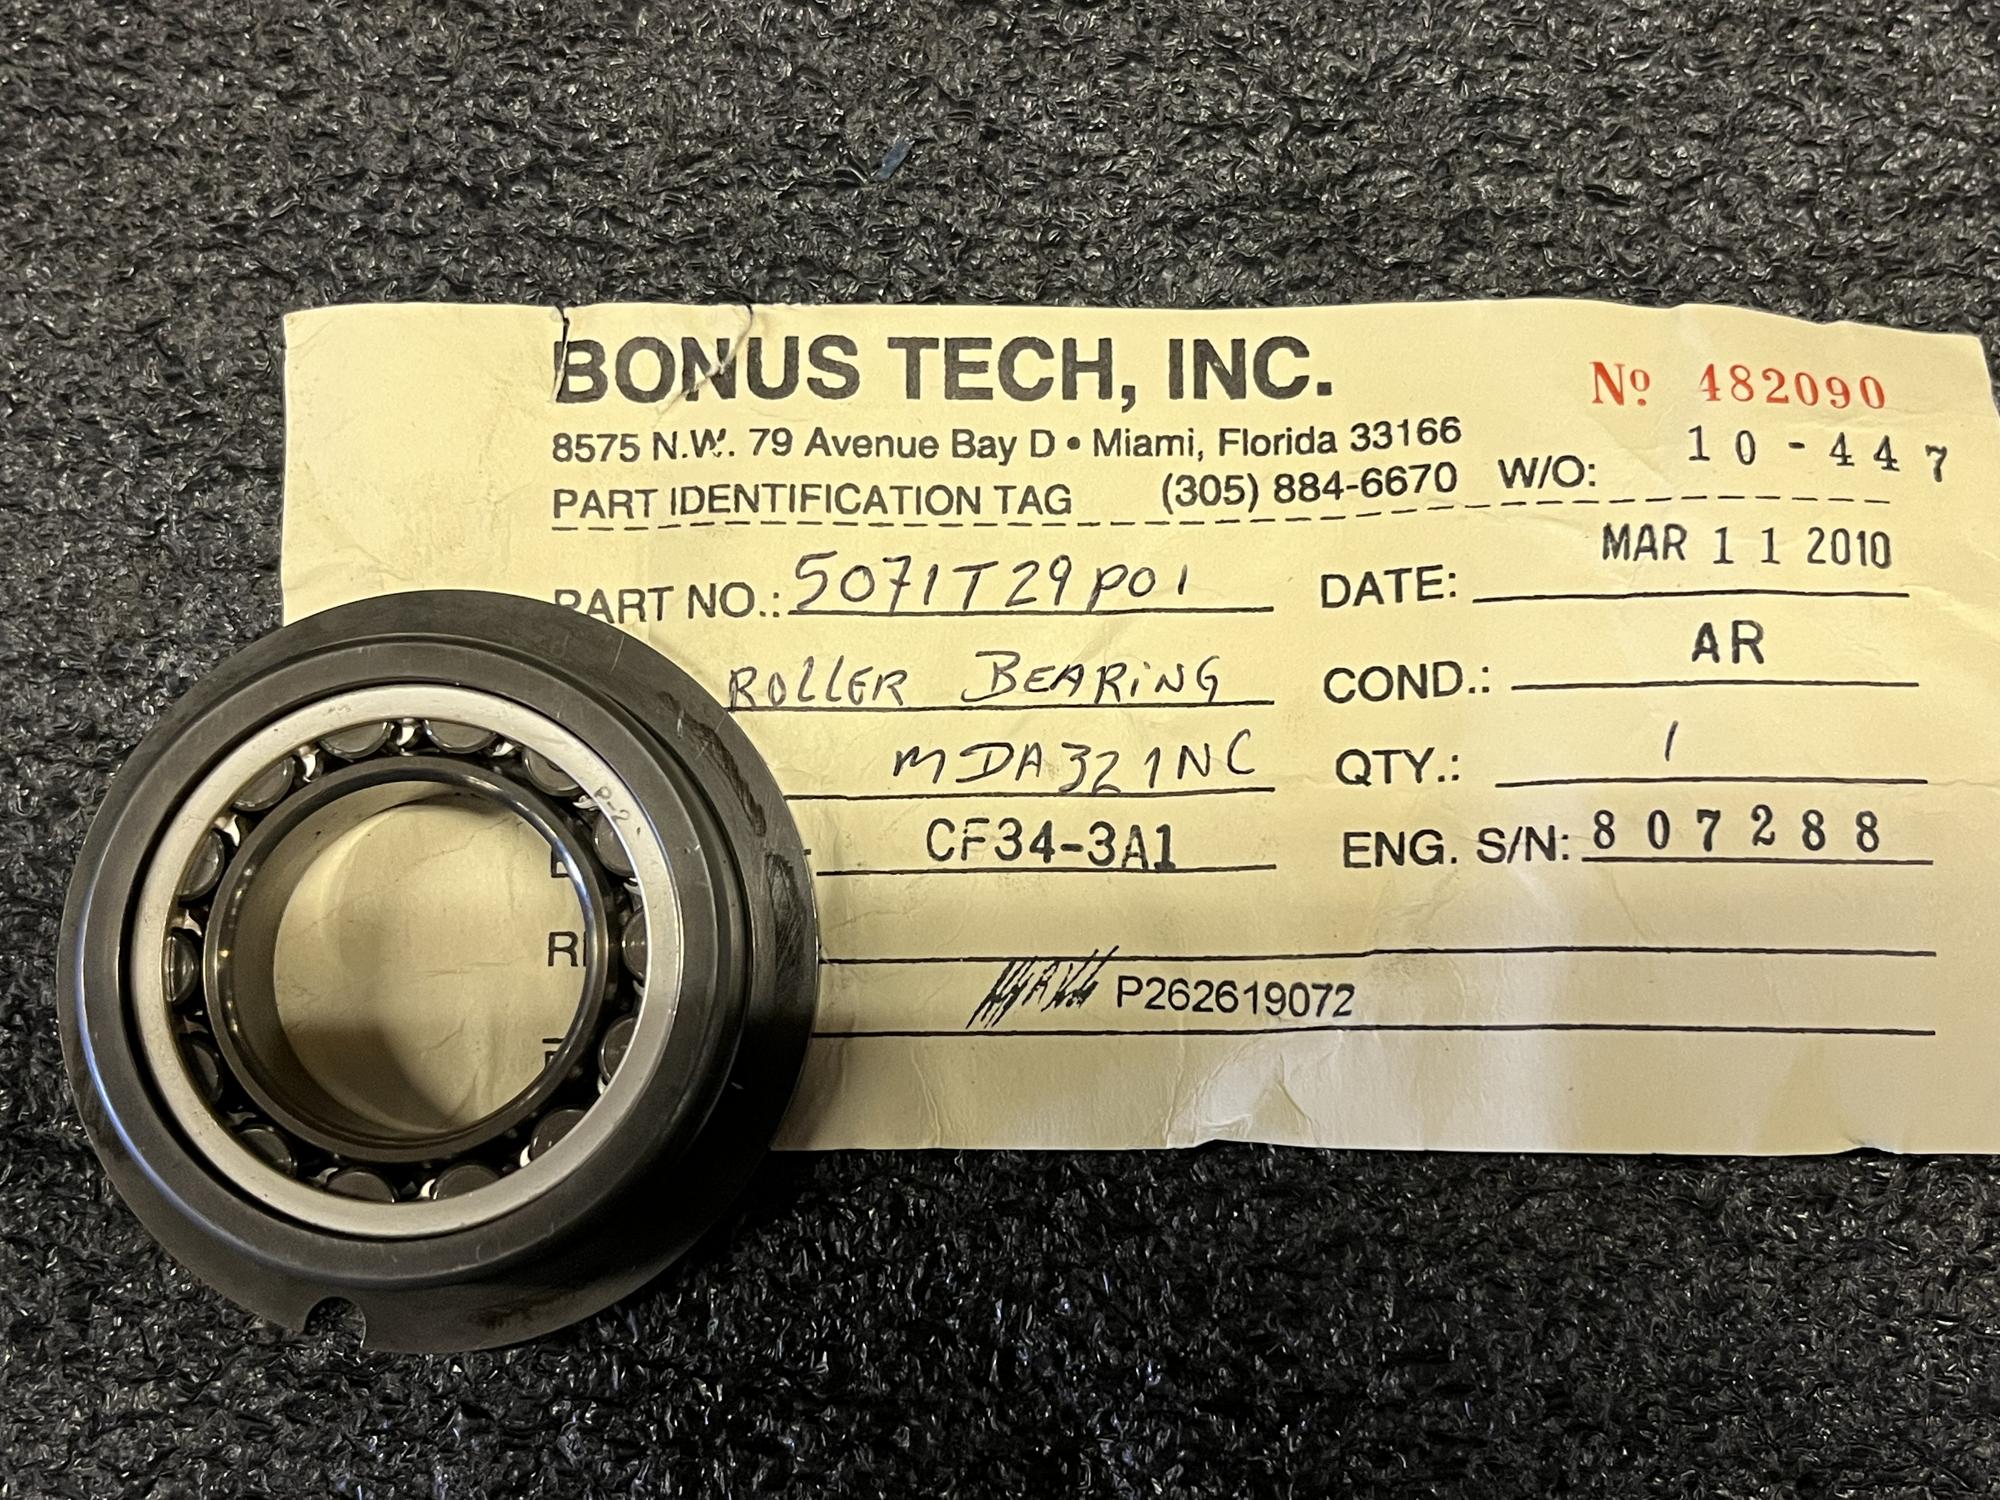 BONUS TECH, INC.
Nº 482090
8575 N.W. 79 Avenue Bay D • Miami, Florida 33166
PART IDENTIFICATION TAG (305) 884-6670 W/O: 10-447
PART NO.: 5071T29P01 DATE: MAR 11 2010
ROLLER BEARING COND.: AR
MDA321NC QTY.: 1
CF34-3A1 ENG. S/N: 807288
P262619072
P-2